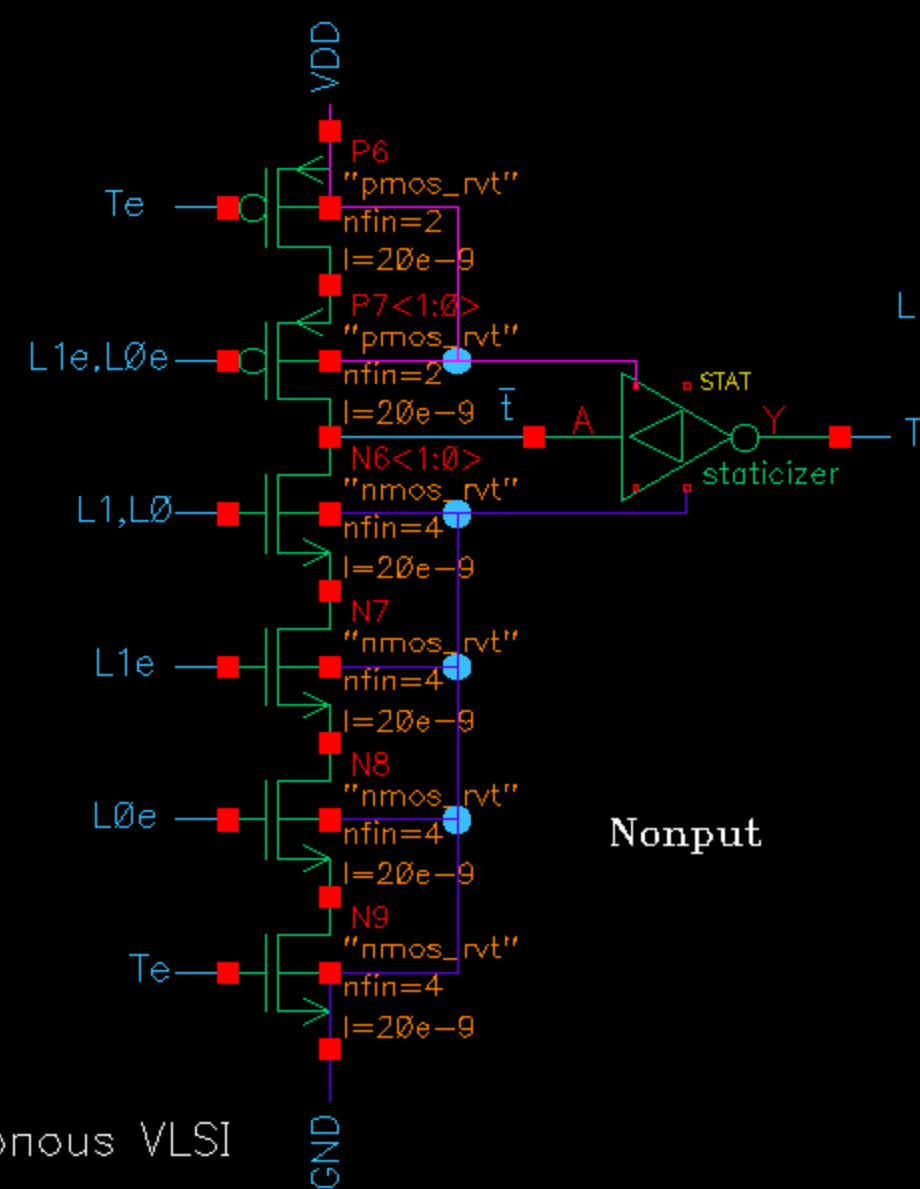 VDD
P6
"pmos_rvt"
Te
nfin=2
l=20e-9
P7<1:0>
L
"pmos_rvt"
L1e,L0e
nfin=2
STAT
l=20e-9
t̄
A
Y
T
N6<1:0>
staticizer
"nmos_rvt"
L1,L0
nfin=4
l=20e-9
N7
"nmos_rvt"
L1e
nfin=4
l=20e-9
N8
"nmos_rvt"
L0e
nfin=4
Nonput
l=20e-9
N9
"nmos_rvt"
Te
nfin=4
l=20e-9
onous VLSI
GND